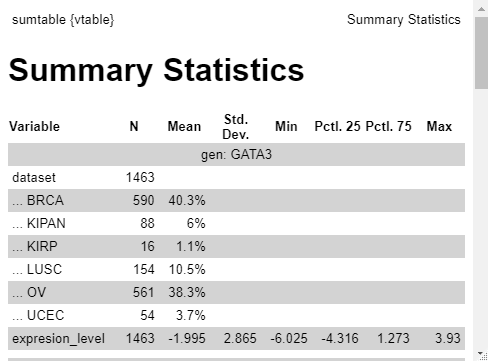 sumtable {vtable} Summary Statistics
Summary Statistics
Variable N Mean Std. Dev. Min Pctl. 25 Pctl. 75 Max
gen: GATA3
dataset 1463
... BRCA 590 40.3%
... KIPAN 88 6%
... KIRP 16 1.1%
... LUSC 154 10.5%
... OV 561 38.3%
... UCEC 54 3.7%
expresion_level 1463 -1.995 2.865 -6.025 -4.316 1.273 3.93